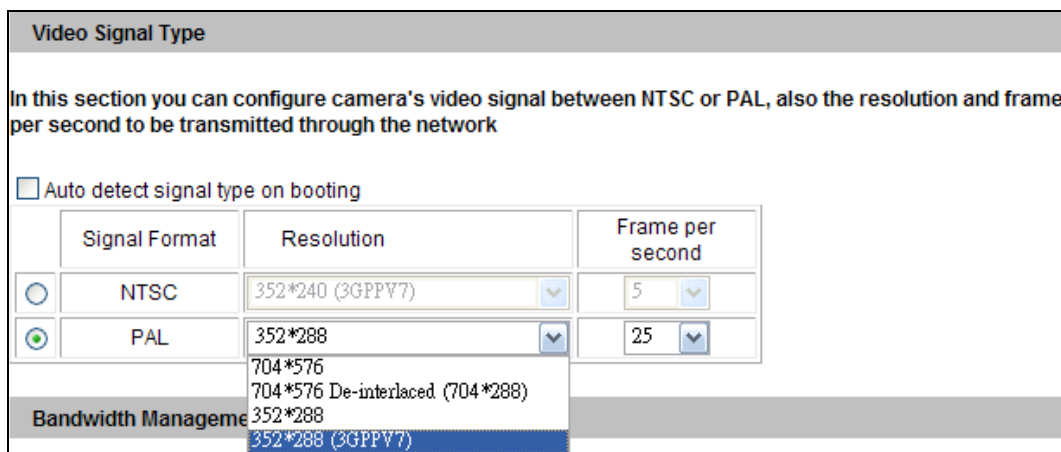 Video Signal Type
In this section you can configure camera's video signal between NTSC or PAL, also the resolution and frame
per second to be transmitted through the network
Auto detect signal type on booting
Signal Format Resolution Frame per
second
NTSC 352*240 (3GPPV7) 5
PAL 352*288 25
704*576
704*576 De-interlaced (704*288)
352*288
Bandwidth Manageme
352*288 (3GPPV7)